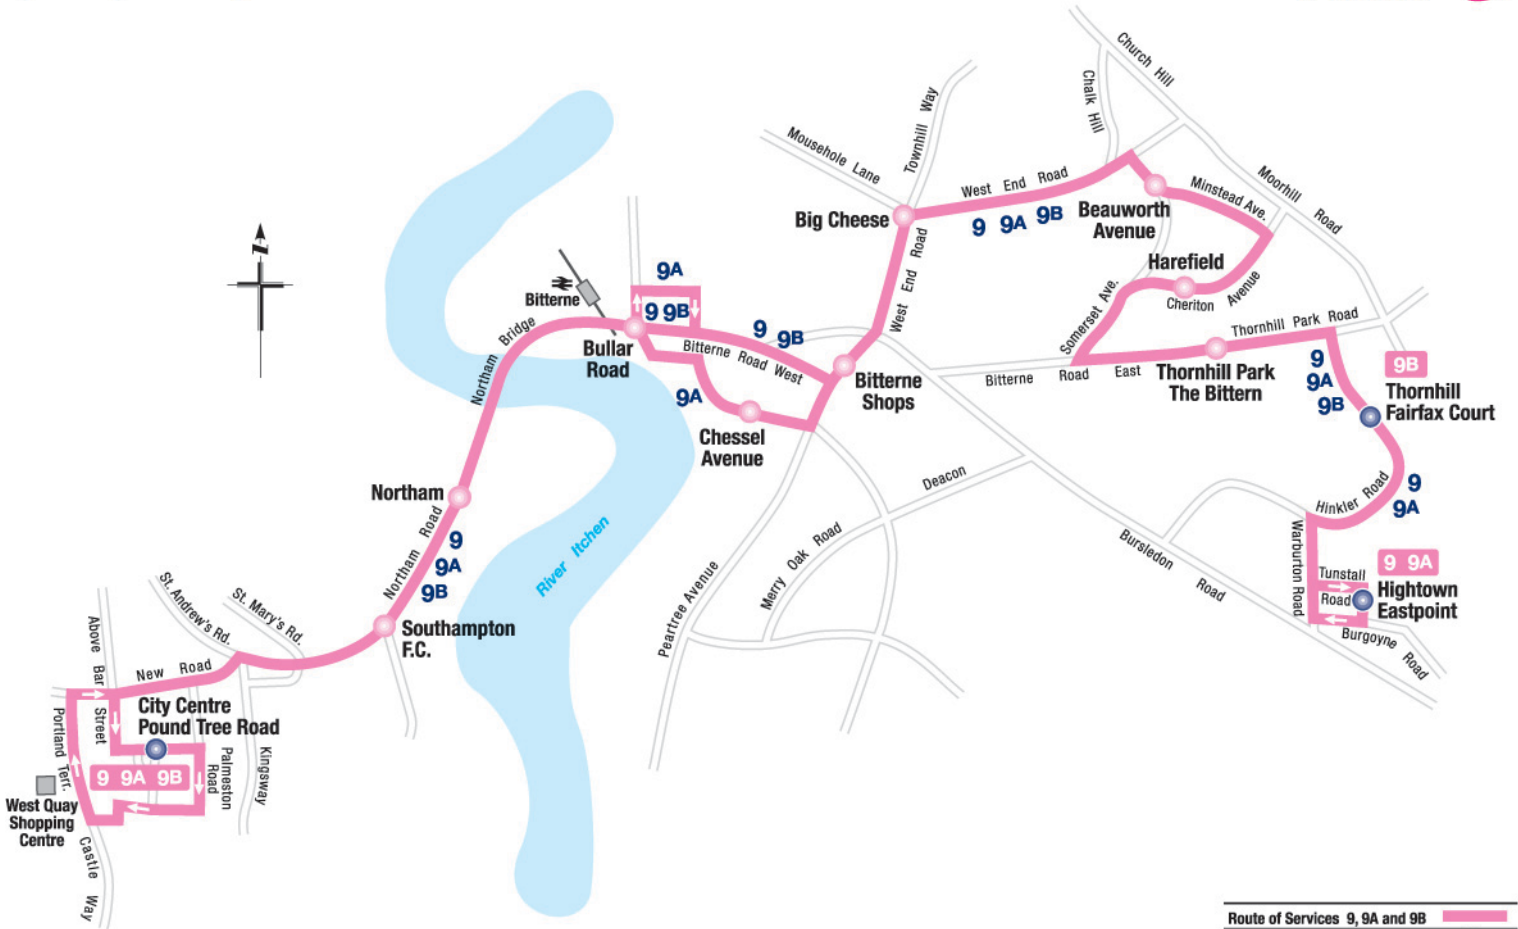 Church Hill
Chalk Hill
Townhill Way
Mousehole Lane
Moorhill Road
West End Road
Minstead Ave.
Big Cheese
9 9A 9B
Beauworth
Avenue
West End Road
Harefield
Cheriton Avenue
Somerset Ave.
N
9A
Bitterne
9 9B
9 9B
Thornhill Park Road
Northam Bridge
Bullar
Road
Bitterne Road West
Bitterne
Shops
Bitterne Road East
Thornhill Park
The Bittern
9
9A
9B
9B
Thornhill
Fairfax Court
9A
Chessel
Avenue
Deacon
Northam
Hinkler Road
9
9A
Northam Road
9
9A
9B
River Itchen
Merry Oak Road
Peartree Avenue
Bursledon Road
Warburton Road
9 9A
Tunstall
Road
Hightown
Eastpoint
Burgoyne Road
St. Andrew's Rd.
St. Mary's Rd.
Southampton
F.C.
Above Bar
Street
New Road
City Centre
Pound Tree Road
Portland Terr.
9 9A 9B
Palmeston
Road
Kingsway
West Quay
Shopping
Centre
Castle Way
Route of Services 9, 9A and 9B